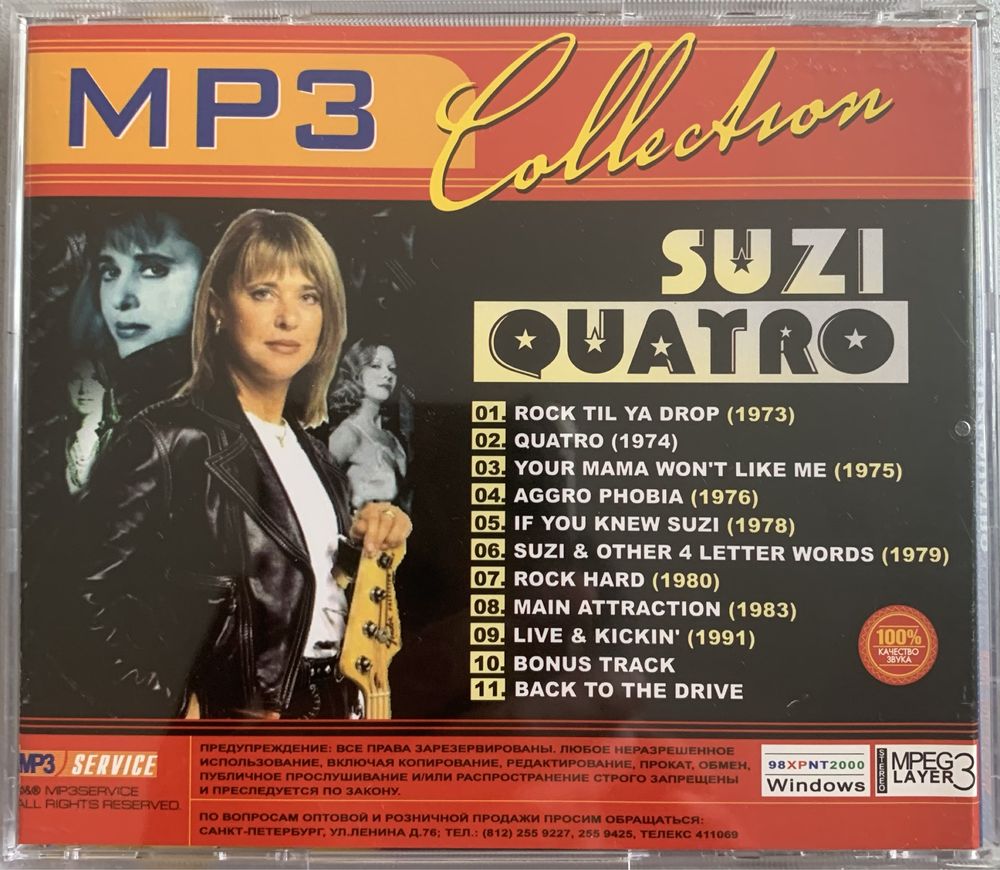 MP3 Collection
SUZI
QUATRO
01. ROCK TIL YA DROP (1973)
02. QUATRO (1974)
03. YOUR MAMA WON'T LIKE ME (1975)
04. AGGRO PHOBIA (1976)
05. IF YOU KNEW SUZI (1978)
06. SUZI & OTHER 4 LETTER WORDS (1979)
07. ROCK HARD (1980)
08. MAIN ATTRACTION (1983)
09. LIVE & KICKIN' (1991)
10. BONUS TRACK
11. BACK TO THE DRIVE
100%
КАЧЕСТВО
ЗВУКА
MP3 SERVICE
MP3SERVICE
ALL RIGHTS RESERVED.
ПРЕДУПРЕЖДЕНИЕ: ВСЕ ПРАВА ЗАРЕЗЕРВИРОВАНЫ. ЛЮБОЕ НЕРАЗРЕШЕННОЕ
ИСПОЛЬЗОВАНИЕ, ВКЛЮЧАЯ КОПИРОВАНИЕ, РЕДАКТИРОВАНИЕ, ПРОКАТ, ОБМЕН,
ПУБЛИЧНОЕ ПРОСЛУШИВАНИЕ И/ИЛИ РАСПРОСТРАНЕНИЕ СТРОГО ЗАПРЕЩЕНЫ
И ПРЕСЛЕДУЕТСЯ ПО ЗАКОНУ.
ПО ВОПРОСАМ ОПТОВОЙ И РОЗНИЧНОЙ ПРОДАЖИ ПРОСИМ ОБРАЩАТЬСЯ:
САНКТ-ПЕТЕРБУРГ, УЛ.ЛЕНИНА Д.76; ТЕЛ.: (812) 255 9227, 255 9425, ТЕЛЕКС 411069
98XPNT2000
Windows
STEREO
MPEG
LAYER 3